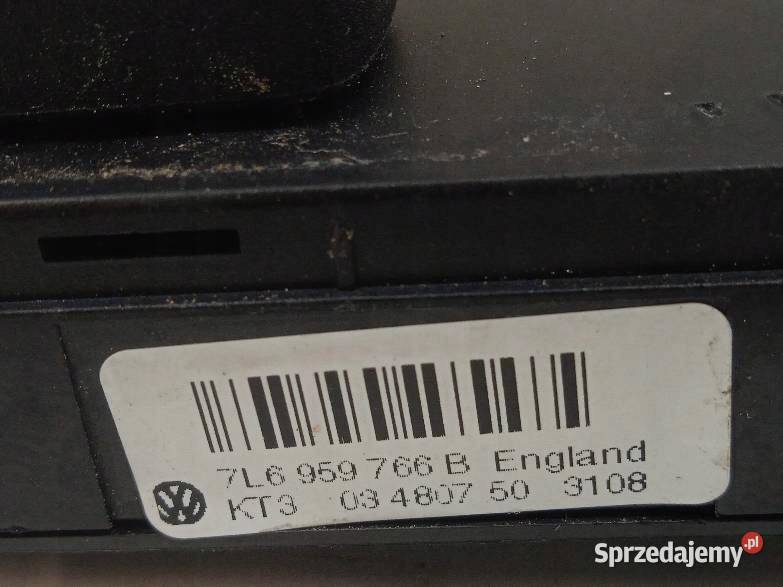 7L6 959 766 B England
KT3 03 4807 50 3108
Sprzedajemy.pl